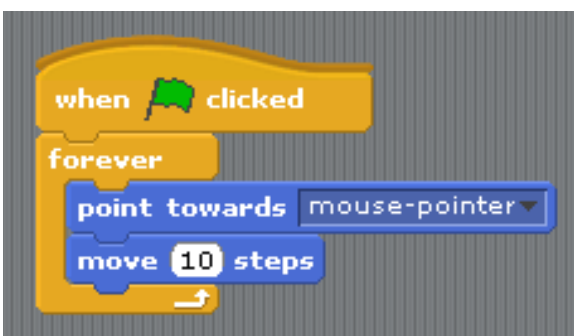 when clicked
forever
point towards mouse-pointer
move 10 steps